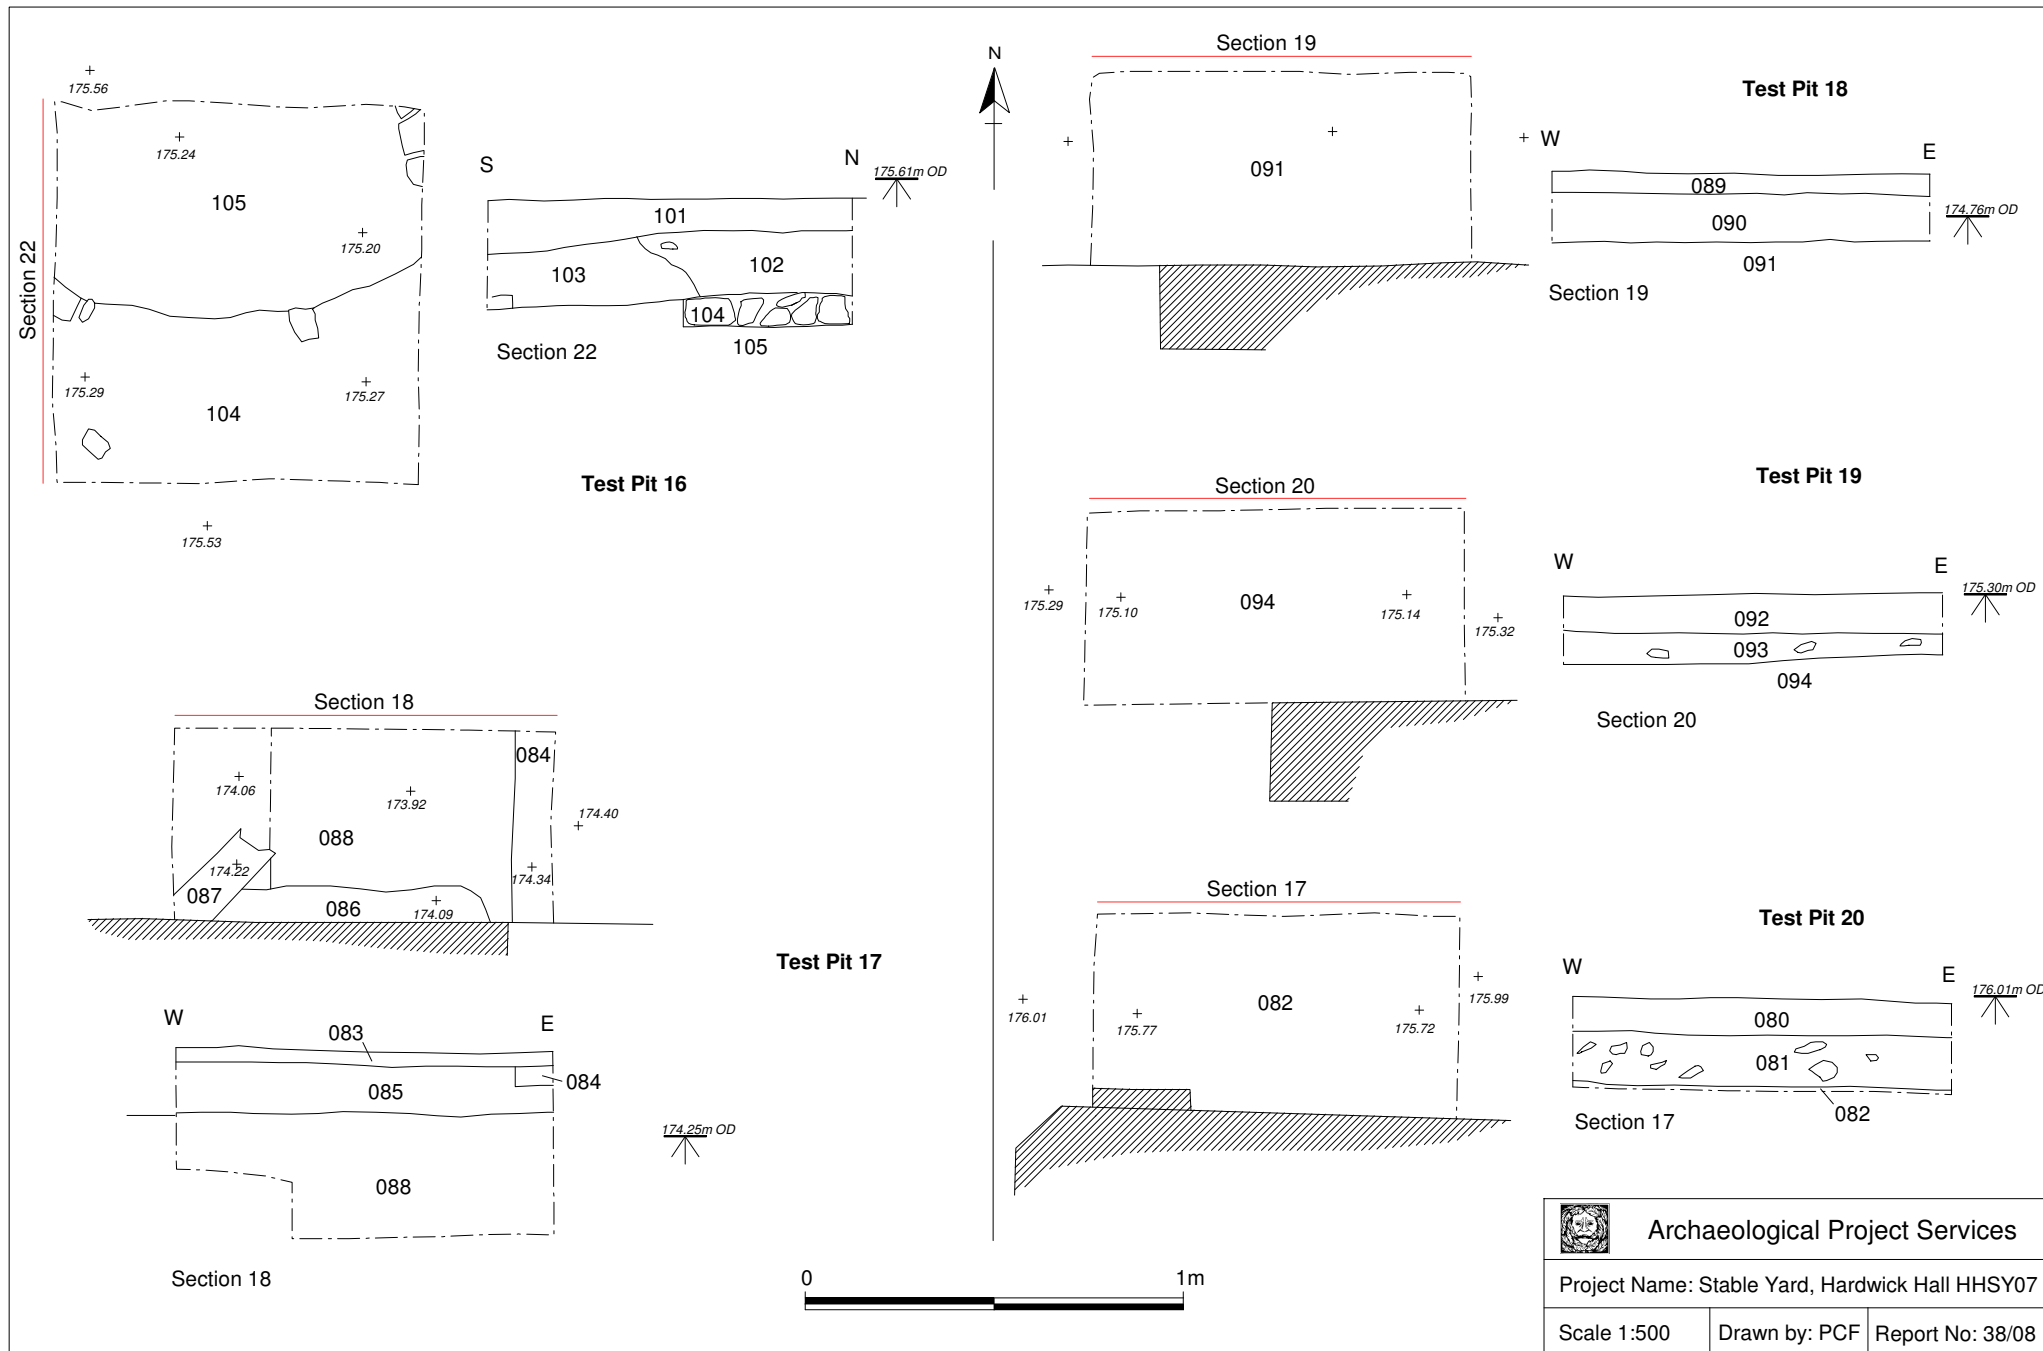 175.56
175.24
105
175.20
Section 22
175.29
175.27
104
175.53
S
N
175.61m OD
101
102
103
104
105
Section 22
Test Pit 16
N
Section 19
091
Test Pit 18
W
E
089
090
091
174.76m OD
Section 19
Section 20
175.29
175.10
094
175.14
175.32
Test Pit 19
W
E
175.30m OD
092
093
094
Section 20
Section 18
084
174.06
173.92
174.40
088
174.22
174.34
087
086
174.09
Test Pit 17
W
E
083
084
085
174.25m OD
088
Section 18
Section 17
176.01
175.77
082
175.72
175.99
Test Pit 20
W
E
176.01m OD
080
081
082
Section 17
0
1m
Archaeological Project Services
Project Name: Stable Yard, Hardwick Hall HHSY07
Scale 1:500
Drawn by: PCF
Report No: 38/08